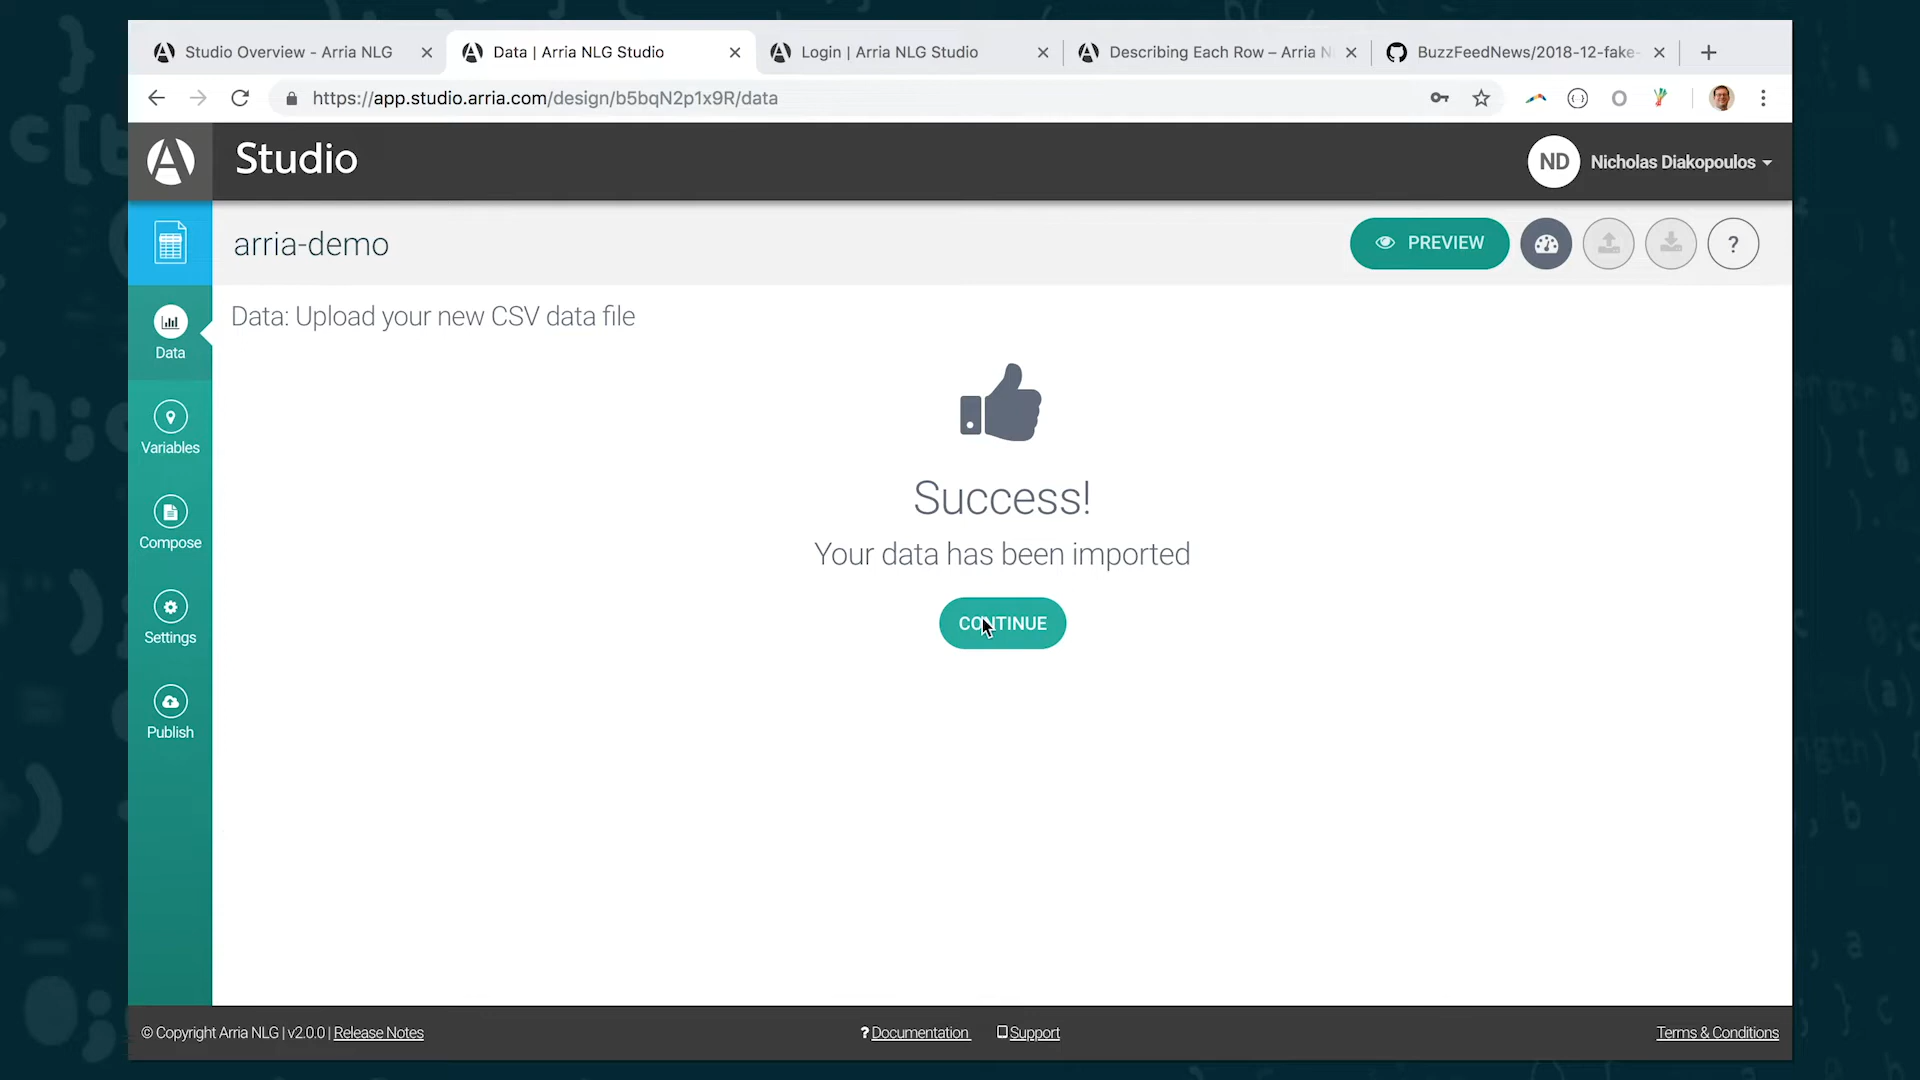 Studio Overview - Arria NLG
Data | Arria NLG Studio
Login | Arria NLG Studio
Describing Each Row – Arria N
BuzzFeedNews/2018-12-fake-
https://app.studio.arria.com/design/b5bqN2p1x9R/data
Studio
ND
Nicholas Diakopoulos
arria-demo
PREVIEW
?
Data: Upload your new CSV data file
Data
Variables
Compose
Settings
Publish
Success!
Your data has been imported
CONTINUE
© Copyright Arria NLG | v2.0.0 | Release Notes
? Documentation
Support
Terms & Conditions